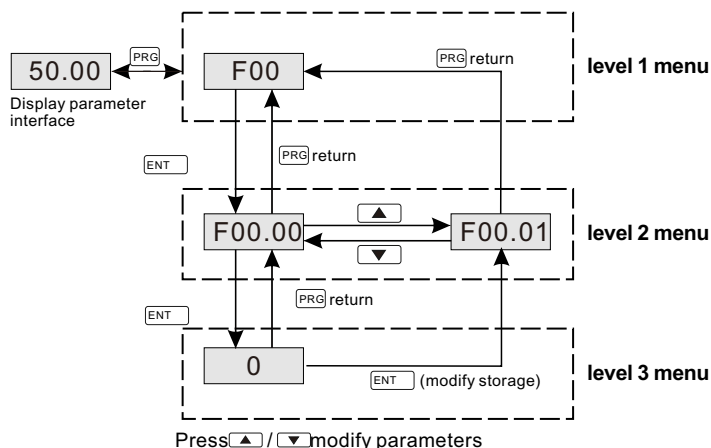 50.00
PRG
F00
PRG return
level 1 menu
Display parameter
interface
PRG return
ENT
F00.00
F00.01
level 2 menu
PRG return
ENT
0
ENT (modify storage)
level 3 menu
Press ▲ / ▼ modify parameters